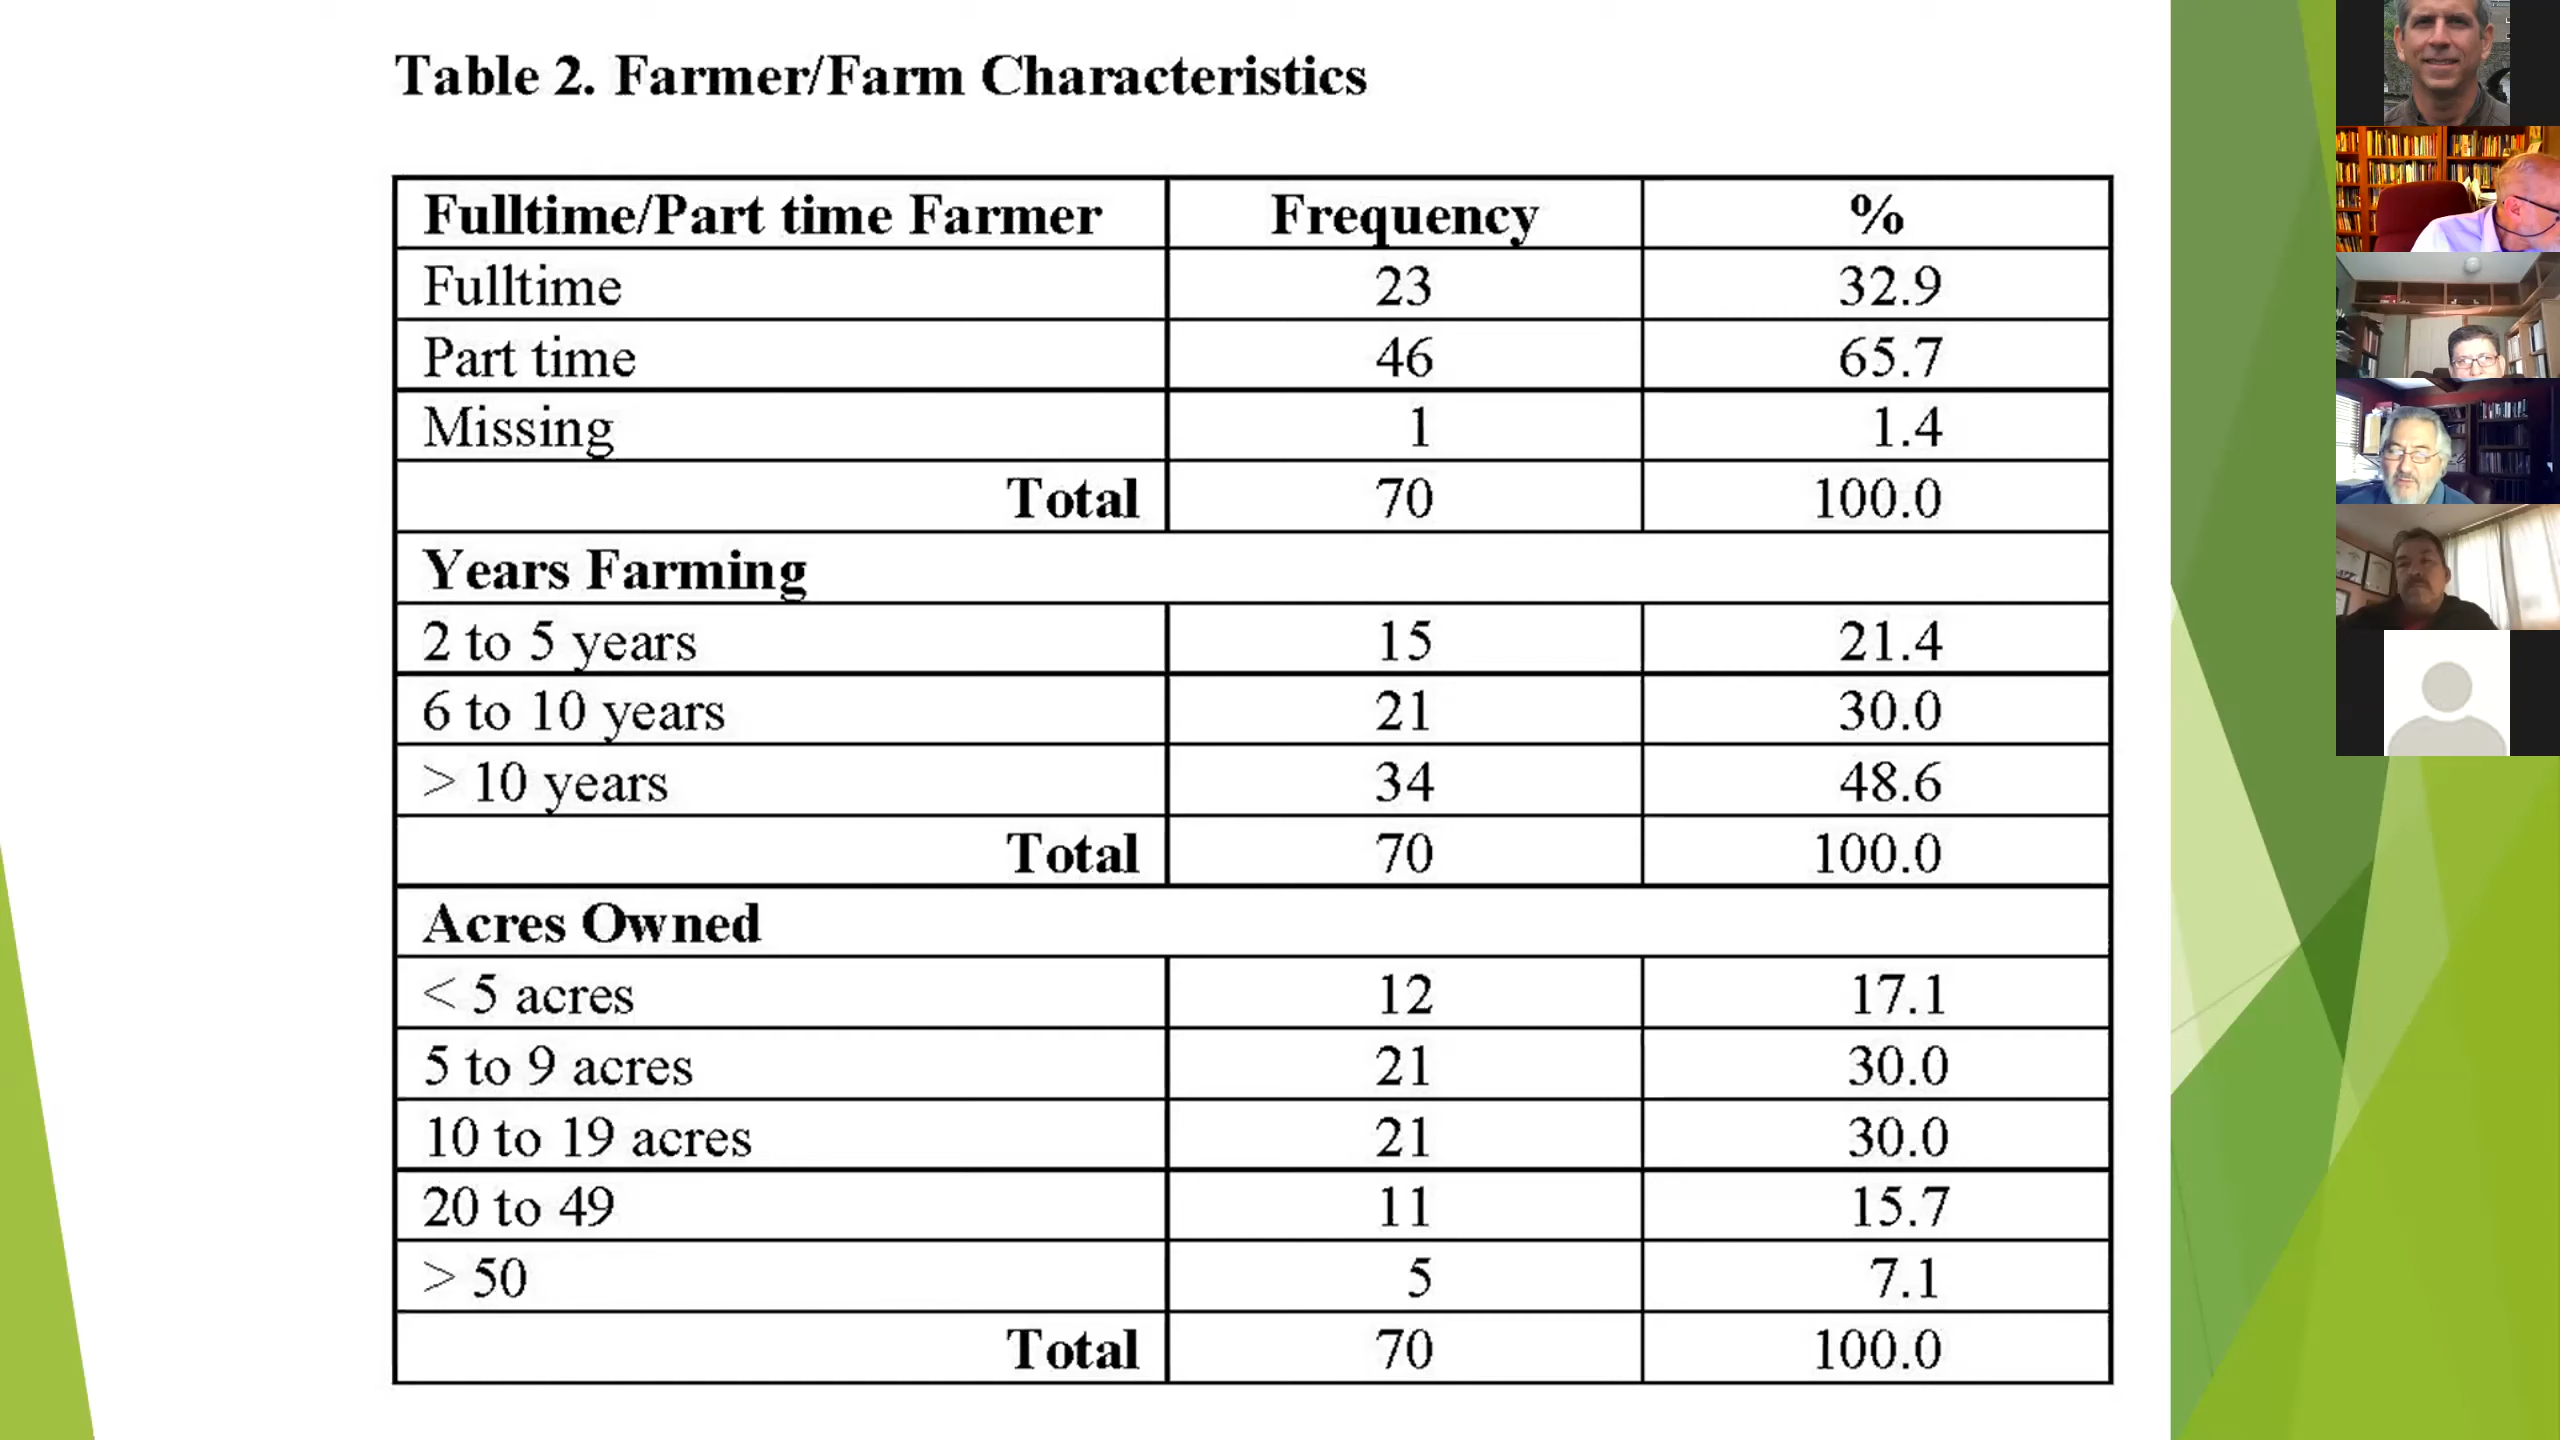 Table 2. Farmer/Farm Characteristics
Fulltime/Part time Farmer Frequency %
Fulltime 23 32.9
Part time 46 65.7
Missing 1 1.4
Total 70 100.0
Years Farming
2 to 5 years 15 21.4
6 to 10 years 21 30.0
> 10 years 34 48.6
Total 70 100.0
Acres Owned
< 5 acres 12 17.1
5 to 9 acres 21 30.0
10 to 19 acres 21 30.0
20 to 49 11 15.7
> 50 5 7.1
Total 70 100.0